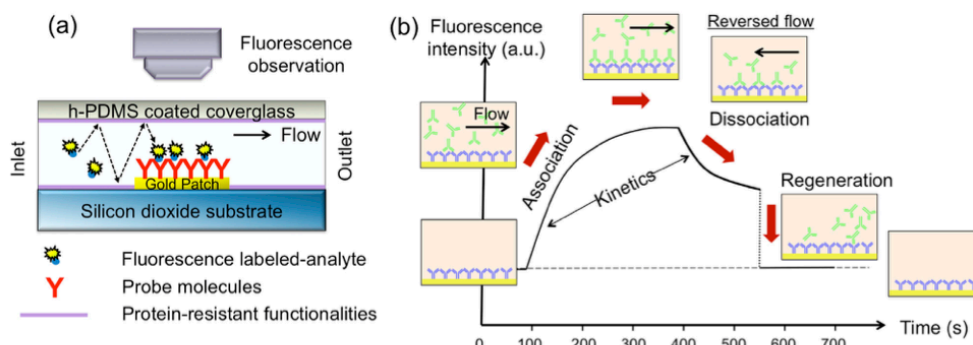 (a)
Fluorescence
observation
h-PDMS coated coverglass
Flow
Inlet
Outlet
Gold Patch
Silicon dioxide substrate
Fluorescence labeled-analyte
Probe molecules
Protein-resistant functionalities
(b)
Fluorescence
intensity (a.u.)
Reversed flow
Flow
Association
Kinetics
Dissociation
Regeneration
0 100 200 300 400 500 600 700
Time (s)